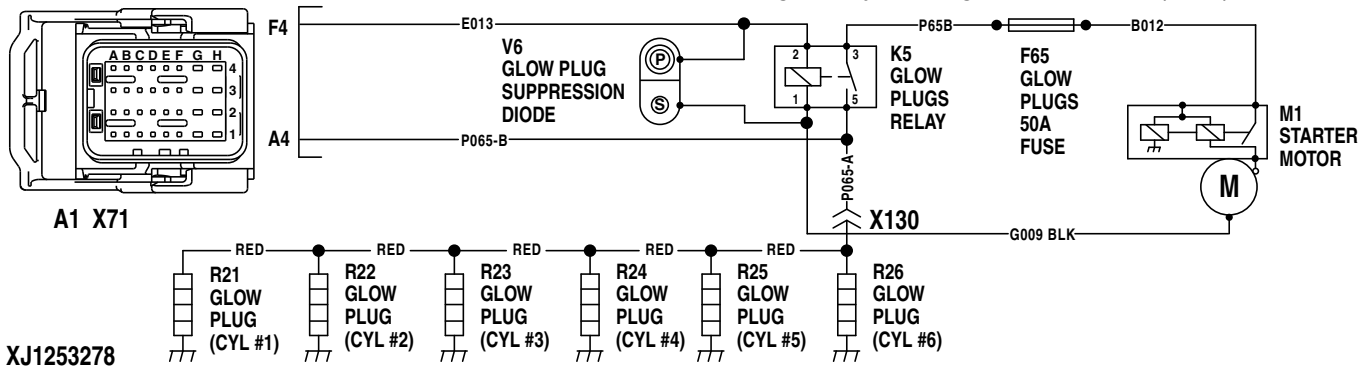 F4
E013
P65B
B012
V6
GLOW PLUG
SUPPRESSION
DIODE
P
S
2
3
1
5
K5
GLOW
PLUGS
RELAY
F65
GLOW
PLUGS
50A
FUSE
M1
STARTER
MOTOR
M
A B C D E F G H
4
3
2
1
A4
P065-B
P065-A
A1 X71
X130
G009 BLK
RED
RED
RED
RED
RED
R21
GLOW
PLUG
(CYL #1)
R22
GLOW
PLUG
(CYL #2)
R23
GLOW
PLUG
(CYL #3)
R24
GLOW
PLUG
(CYL #4)
R25
GLOW
PLUG
(CYL #5)
R26
GLOW
PLUG
(CYL #6)
XJ1253278